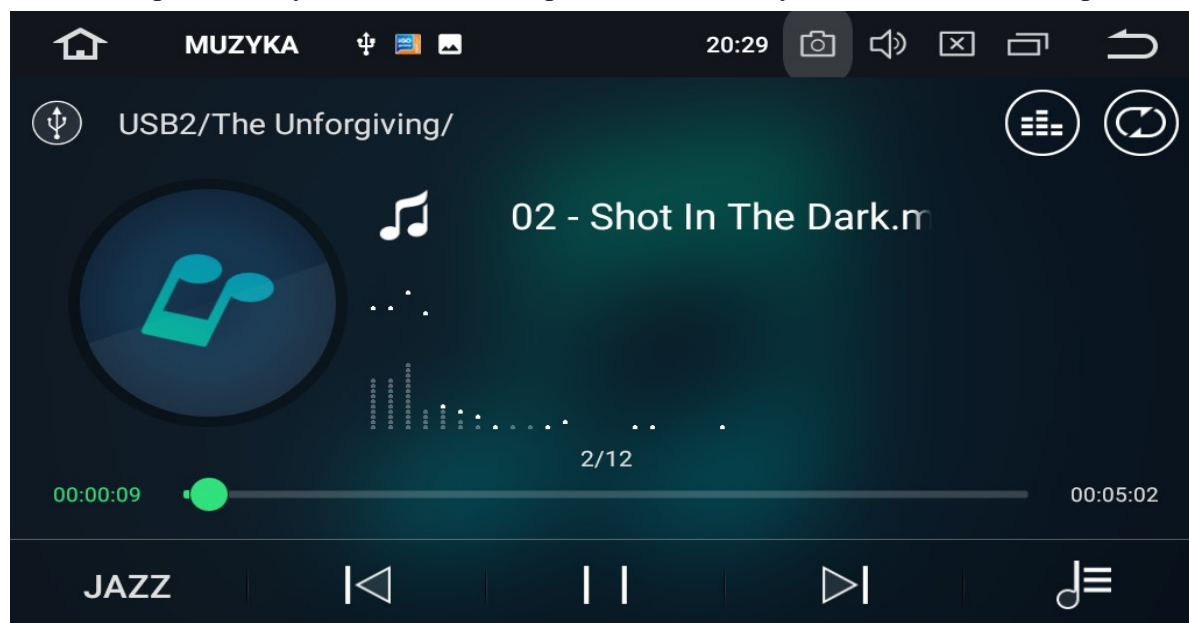 MUZYKA
20:29
USB2/The Unforgiving/
02 - Shot In The Dark.m
2/12
00:00:09
00:05:02
JAZZ